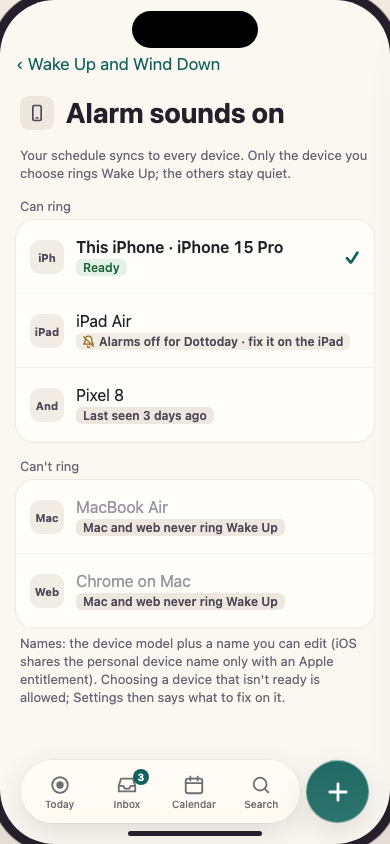 ‹ Wake Up and Wind Down
Alarm sounds on
Your schedule syncs to every device. Only the device you
choose rings Wake Up; the others stay quiet.
Can ring
iPh
This iPhone · iPhone 15 Pro
Ready
iPad
iPad Air
Alarms off for Dottoday · fix it on the iPad
And
Pixel 8
Last seen 3 days ago
Can't ring
Mac
MacBook Air
Mac and web never ring Wake Up
Web
Chrome on Mac
Mac and web never ring Wake Up
Names: the device model plus a name you can edit (iOS
shares the personal device name only with an Apple
entitlement). Choosing a device that isn't ready is
allowed; Settings then says what to fix on it.
3
Today
Inbox
Calendar
Search